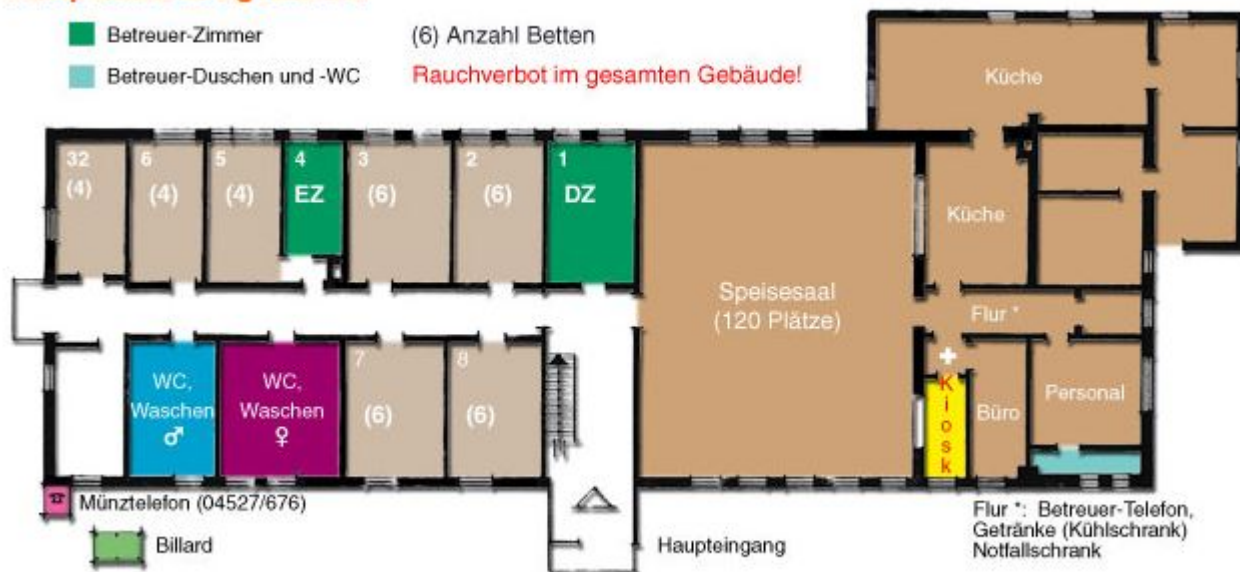 Betreuer-Zimmer
(6) Anzahl Betten
Betreuer-Duschen und -WC
Rauchverbot im gesamten Gebäude!
Küche
32
(4)
6
(4)
5
(4)
4
EZ
3
(6)
2
(6)
1
DZ
Küche
Speisesaal
(120 Plätze)
Flur *
WC,
Waschen
♂
WC,
Waschen
♀
7
(6)
8
(6)
Kiosk
Büro
Personal
Münztelefon (04527/676)
Billard
Haupteingang
Flur *: Betreuer-Telefon,
Getränke (Kühlschrank)
Notfallschrank